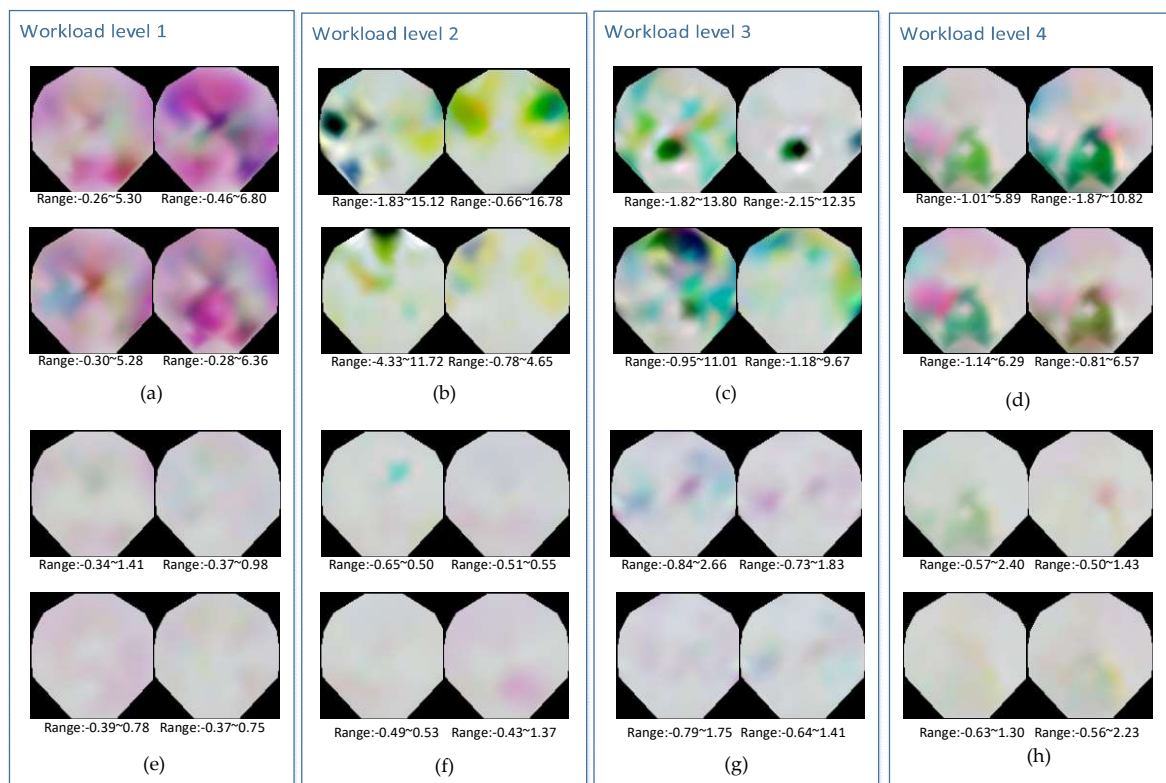 Workload level 1
Workload level 2
Workload level 3
Workload level 4
Range:-0.26~5.30 Range:-0.46~6.80
Range:-1.83~15.12 Range:-0.66~16.78
Range:-1.82~13.80 Range:-2.15~12.35
Range:-1.01~5.89 Range:-1.87~10.82
Range:-0.30~5.28 Range:-0.28~6.36
Range:-4.33~11.72 Range:-0.78~4.65
Range:-0.95~11.01 Range:-1.18~9.67
Range:-1.14~6.29 Range:-0.81~6.57
(a)
(b)
(c)
(d)
Range:-0.34~1.41 Range:-0.37~0.98
Range:-0.65~0.50 Range:-0.51~0.55
Range:-0.84~2.66 Range:-0.73~1.83
Range:-0.57~2.40 Range:-0.50~1.43
Range:-0.39~0.78 Range:-0.37~0.75
Range:-0.49~0.53 Range:-0.43~1.37
Range:-0.79~1.75 Range:-0.64~1.41
Range:-0.63~1.30 Range:-0.56~2.23
(e)
(f)
(g)
(h)